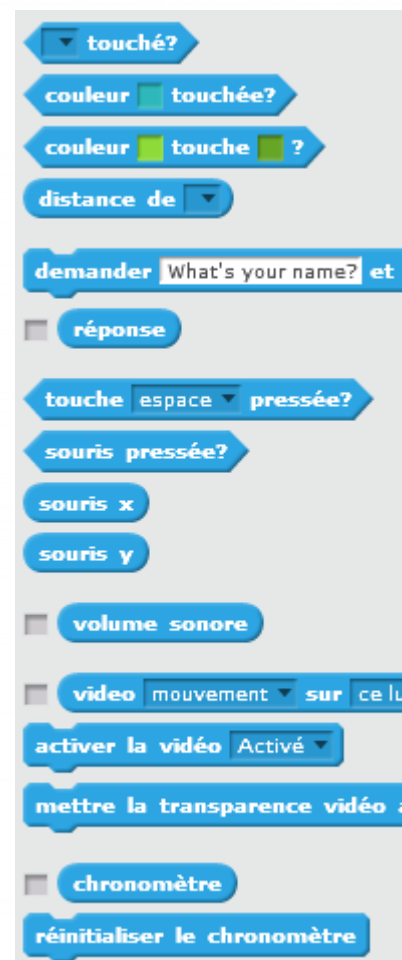 touché?
couleur touchée?
couleur touche ?
distance de
demander What's your name? et
réponse
touche espace pressée?
souris pressée?
souris x
souris y
volume sonore
video mouvement sur ce lu
activer la vidéo Activé
mettre la transparence vidéo
chronomètre
réinitialiser le chronomètre